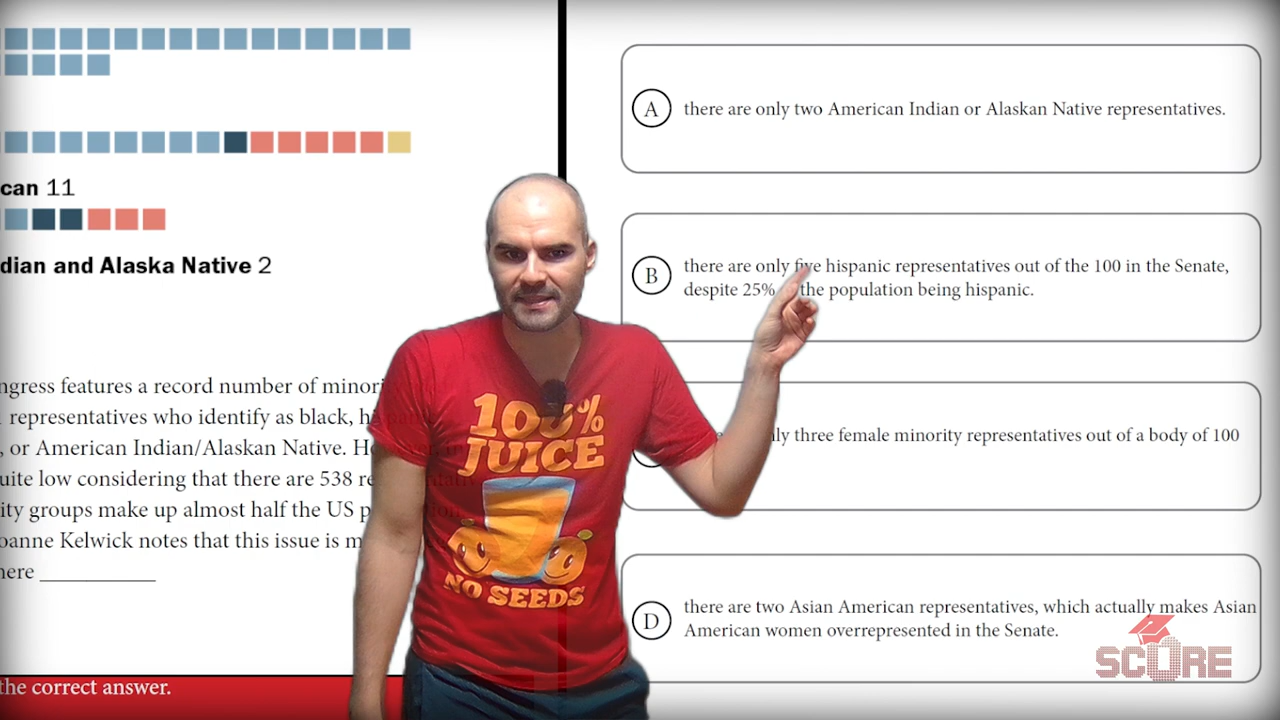 can 11
dian and Alaska Native 2
ngress features a record number of minori
representatives who identify as black, hi
, or American Indian/Alaskan Native. Ho
uite low considering that there are 538 re
ity groups make up almost half the US p
oanne Kelwick notes that this issue is m
here __________
the correct answer.
A there are only two American Indian or Alaskan Native representatives.
B there are only five hispanic representatives out of the 100 in the Senate,
despite 25% the population being hispanic.
ly three female minority representatives out of a body of 100
D there are two Asian American representatives, which actually makes Asian
American women overrepresented in the Senate.
100%
JUICE
NO SEEDS
SCORE